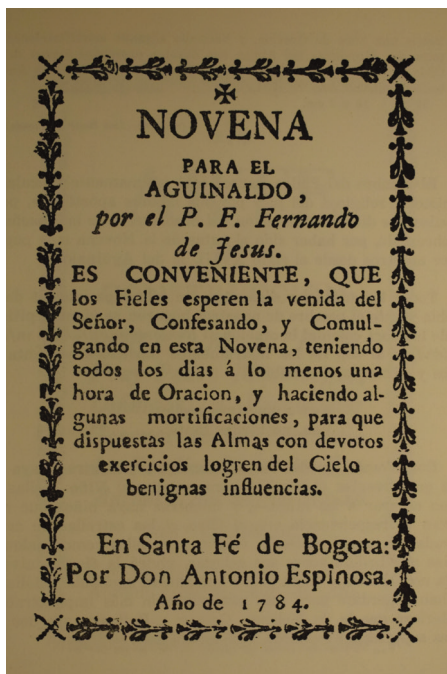 NOVENA
PARA EL
AGUINALDO,
por el P. F. Fernando
de Jesus.
ES CONVENIENTE, QUE
los Fieles esperen la venida del
Señor, Confesando, y Comul-
gando en esta Novena, teniendo
todos los dias á lo menos una
hora de Oracion, y haciendo al-
gunas mortificaciones, para que
dispuestas las Almas con devotos
exercicios logren del Cielo
benignas influencias.
En Santa Fé de Bogota:
Por Don Antonio Espinosa.
Año de 1784.